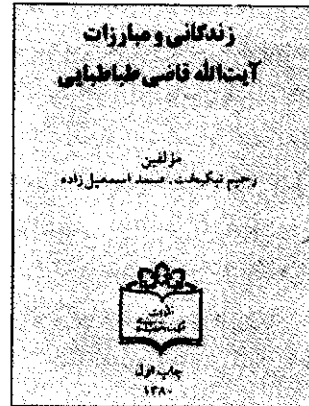 زندگانی و مبارزات
آیت‌الله قاضی طباطبایی
مؤلفین
رحیم نیکبخت، صمد اسمعیل زاده
چاپ اول
۱۳۸۰